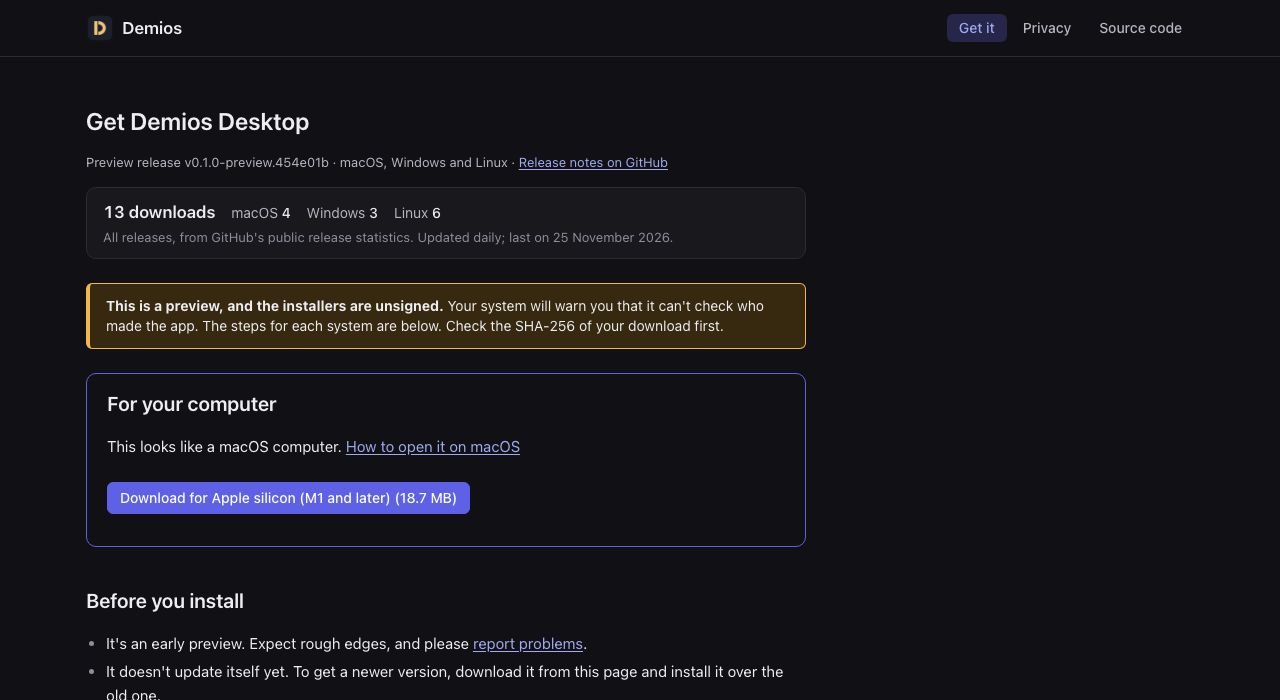 Demios
Get it
Privacy
Source code
Get Demios Desktop
Preview release v0.1.0-preview.454e01b · macOS, Windows and Linux · Release notes on GitHub
13 downloads macOS 4 Windows 3 Linux 6
All releases, from GitHub's public release statistics. Updated daily; last on 25 November 2026.
This is a preview, and the installers are unsigned. Your system will warn you that it can't check who
made the app. The steps for each system are below. Check the SHA-256 of your download first.
For your computer
This looks like a macOS computer. How to open it on macOS
Download for Apple silicon (M1 and later) (18.7 MB)
Before you install
• It's an early preview. Expect rough edges, and please report problems.
• It doesn't update itself yet. To get a newer version, download it from this page and install it over the
old one.